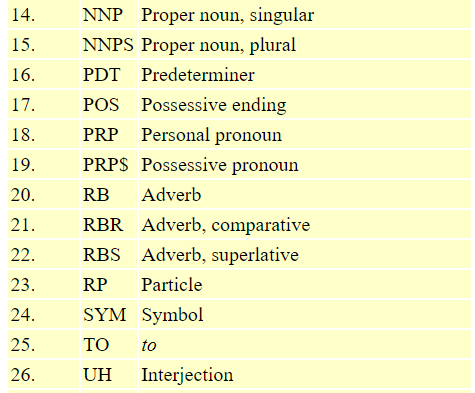 14. NNP Proper noun, singular
15. NNPS Proper noun, plural
16. PDT Predeterminer
17. POS Possessive ending
18. PRP Personal pronoun
19. PRP$ Possessive pronoun
20. RB Adverb
21. RBR Adverb, comparative
22. RBS Adverb, superlative
23. RP Particle
24. SYM Symbol
25. TO to
26. UH Interjection